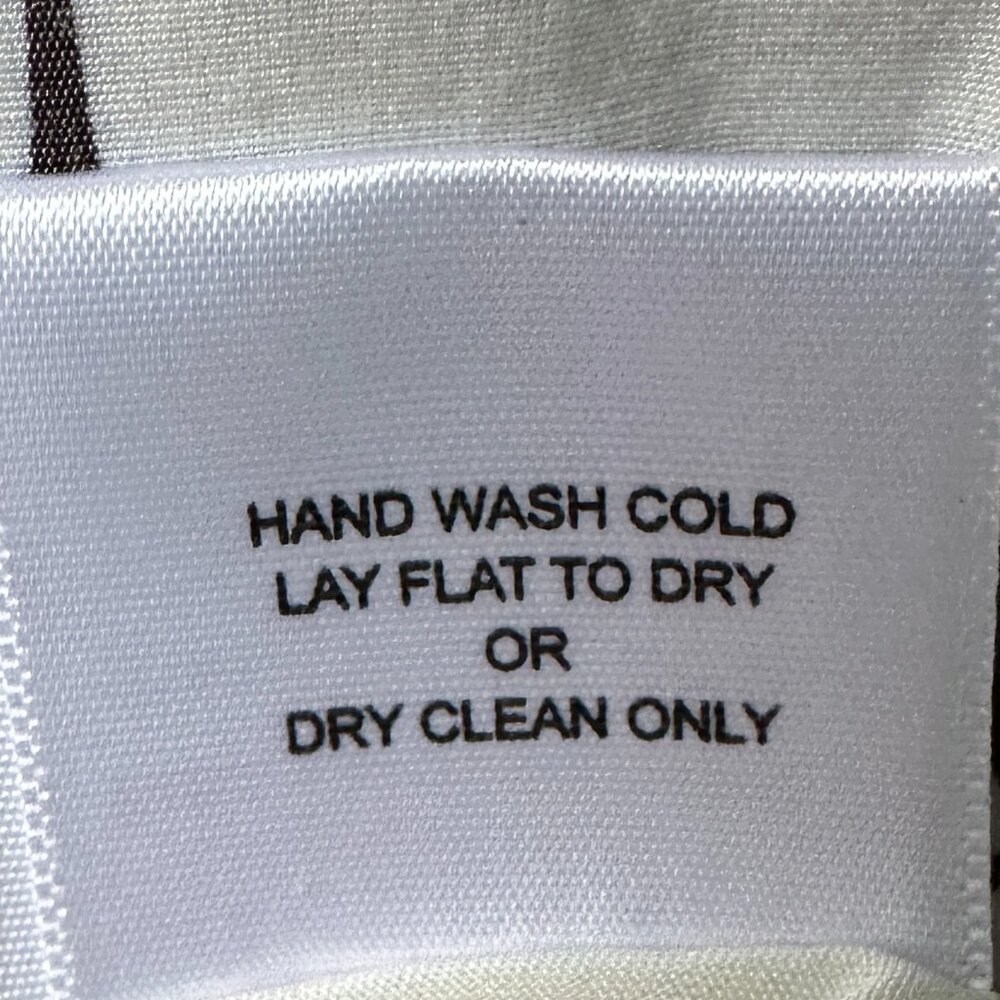 HAND WASH COLD
LAY FLAT TO DRY
OR
DRY CLEAN ONLY